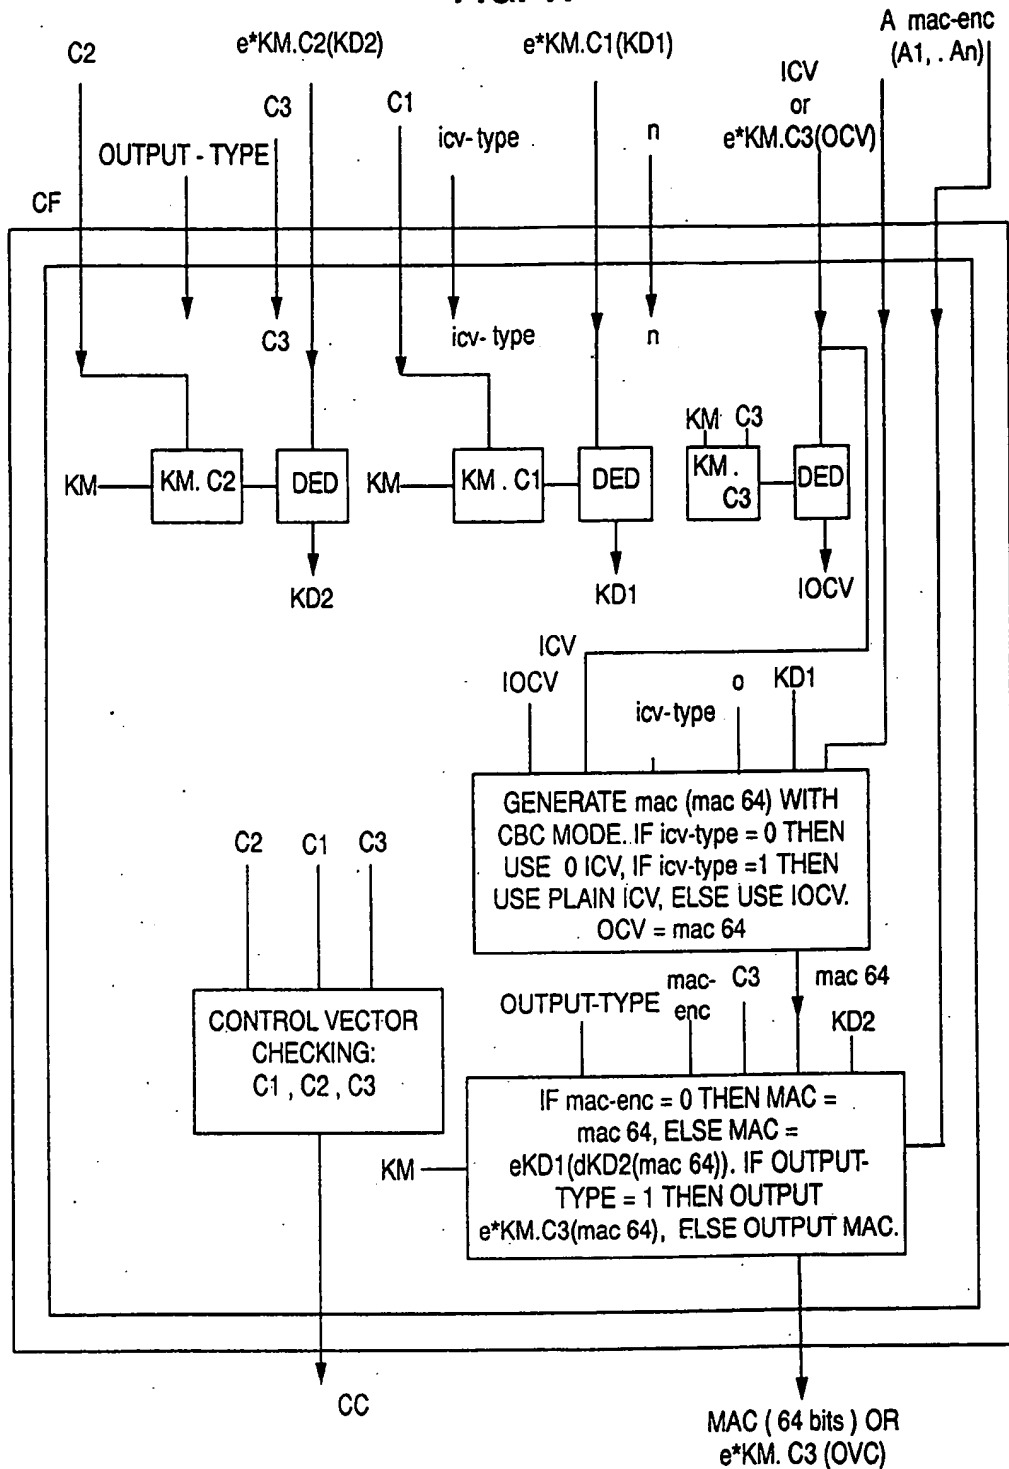 C2
e*KM.C2(KD2)
e*KM.C1(KD1)
A mac-enc
(A1, . An)
C3
C1
ICV
or
e*KM.C3(OCV)
OUTPUT - TYPE
icv-type
n
CF
C3
icv-type
n
KM
KM. C2
DED
KM
KM . C1
DED
KM C3
KM .
C3
DED
KD2
KD1
IOCV
ICV
IOCV
icv-type
o
KD1
GENERATE mac (mac 64) WITH
CBC MODE. IF icv-type = 0 THEN
USE 0 ICV, IF icv-type =1 THEN
USE PLAIN ICV, ELSE USE IOCV.
OCV = mac 64
C2
C1
C3
OUTPUT-TYPE
mac-
enc
C3
mac 64
KD2
CONTROL VECTOR
CHECKING:
C1 , C2 , C3
KM
IF mac-enc = 0 THEN MAC =
mac 64, ELSE MAC =
eKD1(dKD2(mac 64)). IF OUTPUT-
TYPE = 1 THEN OUTPUT
e*KM.C3(mac 64), ELSE OUTPUT MAC.
CC
MAC ( 64 bits ) OR
e*KM. C3 (OVC)